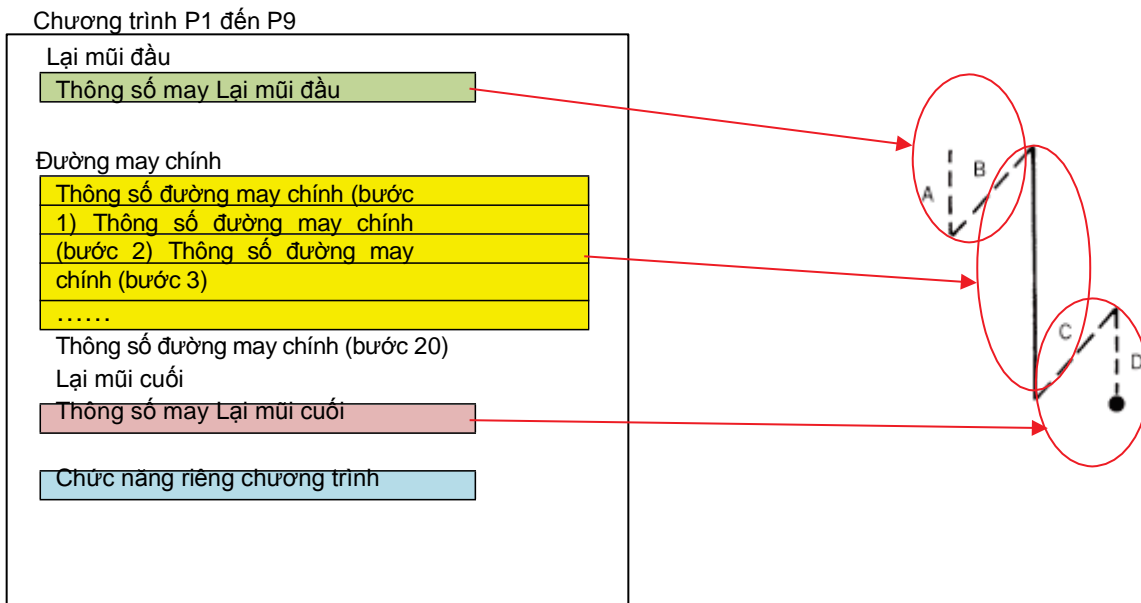 Chương trình P1 đến P9
Lại mũi đầu
Thông số may Lại mũi đầu
Đường may chính
Thông số đường may chính (bước
1) Thông số đường may chính
(bước 2) Thông số đường may
chính (bước 3)
......
Thông số đường may chính (bước 20)
Lại mũi cuối
Thông số may Lại mũi cuối
Chức năng riêng chương trình
A
B
C
D